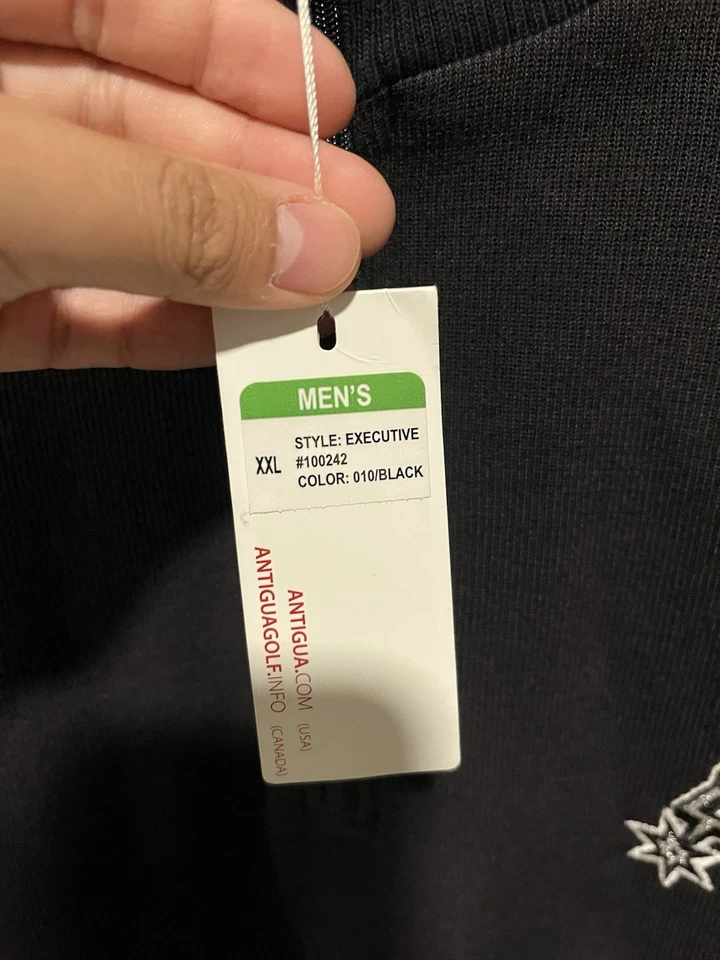 MEN'S
XXL
STYLE: EXECUTIVE
#100242
COLOR: 010/BLACK
ANTIGUA.COM (USA)
ANTIGUAGOLF.INFO (CANADA)